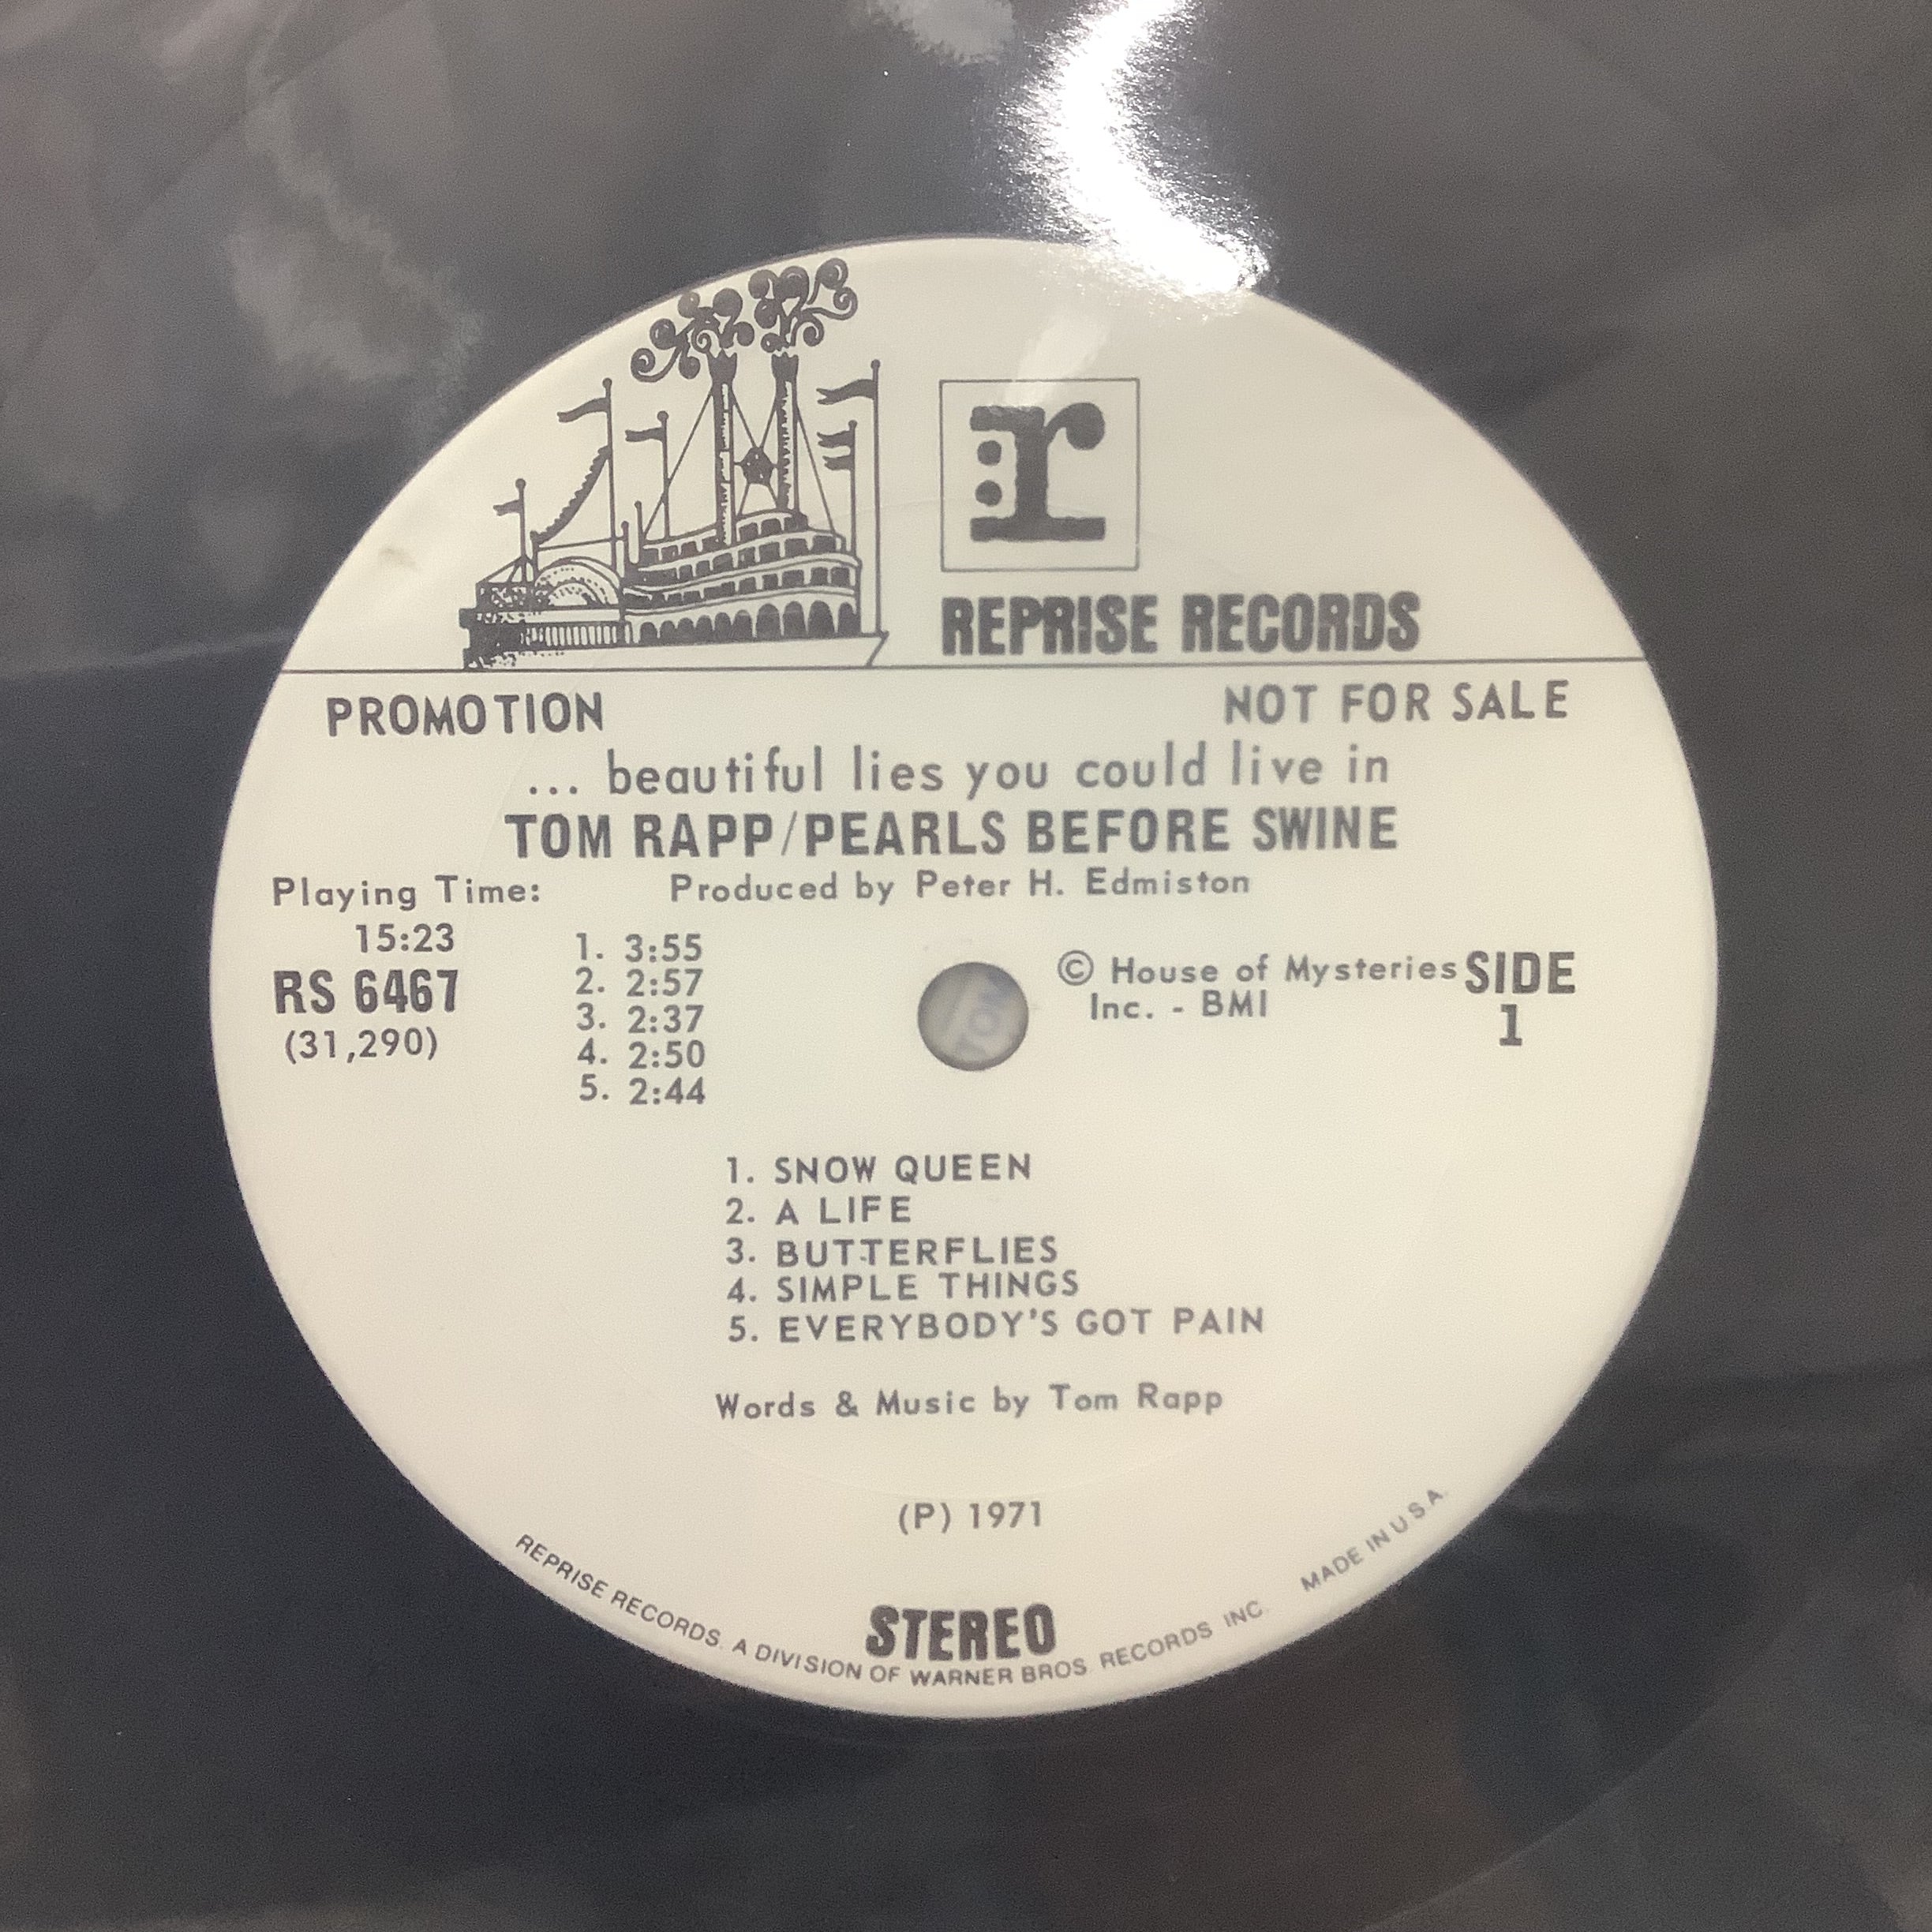 r
REPRISE RECORDS
PROMOTION NOT FOR SALE
... beautiful lies you could live in
TOM RAPP/PEARLS BEFORE SWINE
Playing Time: Produced by Peter H. Edmiston
15:23
RS 6467
(31,290)
1. 3:55
2. 2:57
3. 2:37
4. 2:50
5. 2:44
© House of Mysteries
Inc. - BMI
SIDE
1
1. SNOW QUEEN
2. A LIFE
3. BUTTERFLIES
4. SIMPLE THINGS
5. EVERYBODY'S GOT PAIN
Words & Music by Tom Rapp
(P) 1971
STEREO
REPRISE RECORDS. A DIVISION OF WARNER BROS. RECORDS INC. MADE IN U.S.A.